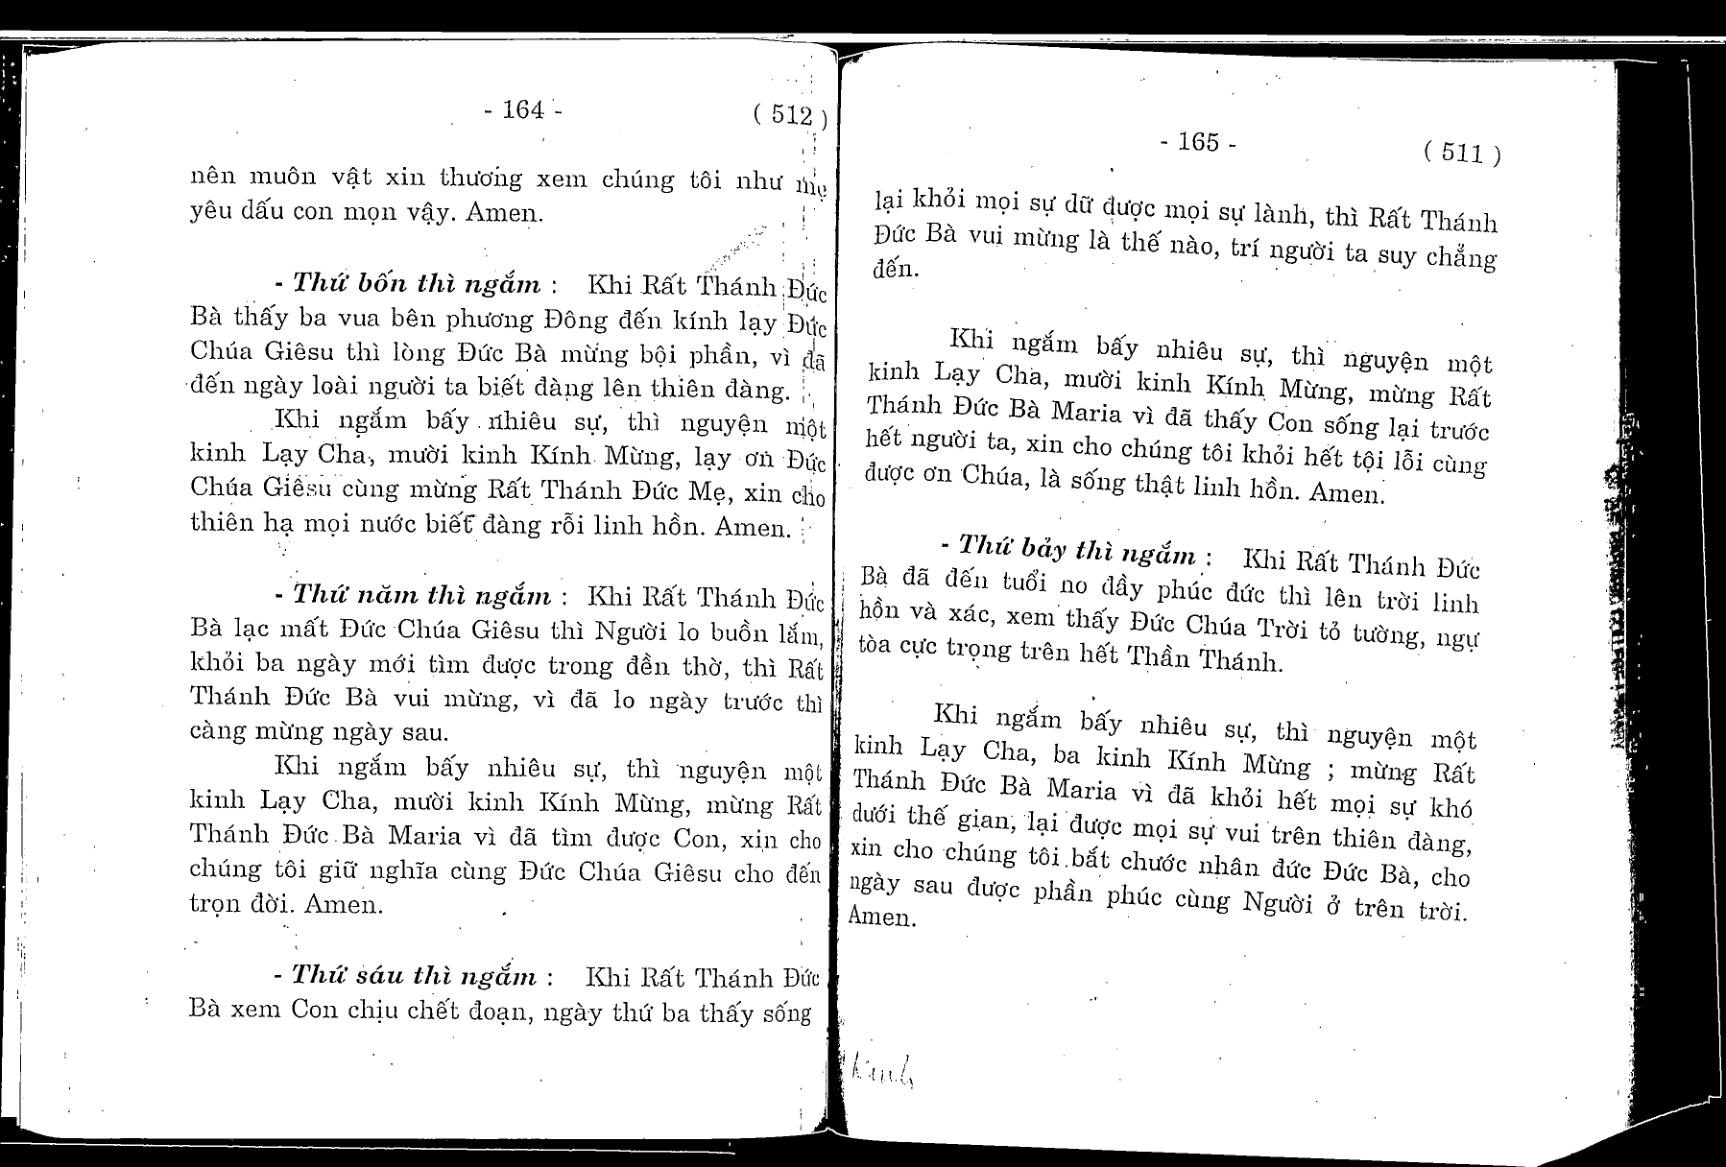 - 164 -
( 512 )
nên muôn vật xin thương xem chúng tôi như mẹ
yêu dấu con mọn vậy. Amen.
- Thứ bốn thì ngắm : Khi Rất Thánh Đức
Bà thấy ba vua bên phương Đông đến kính lạy Đức
Chúa Giêsu thì lòng Đức Bà mừng bội phần, vì đã
đến ngày loài người ta biết đàng lên thiên đàng.
Khi ngắm bấy nhiêu sự, thì nguyện một
kinh Lạy Cha, mười kinh Kính Mừng, lạy ơn Đức
Chúa Giêsu cùng mừng Rất Thánh Đức Mẹ, xin cho
thiên hạ mọi nước biết đàng rỗi linh hồn. Amen.
- Thứ năm thì ngắm : Khi Rất Thánh Đức
Bà lạc mất Đức Chúa Giêsu thì Người lo buồn lắm,
khỏi ba ngày mới tìm được trong đền thờ, thì Rất
Thánh Đức Bà vui mừng, vì đã lo ngày trước thì
càng mừng ngày sau.
Khi ngắm bấy nhiêu sự, thì nguyện một
kinh Lạy Cha, mười kinh Kính Mừng, mừng Rất
Thánh Đức Bà Maria vì đã tìm được Con, xin cho
chúng tôi giữ nghĩa cùng Đức Chúa Giêsu cho đến
trọn đời. Amen.
- Thứ sáu thì ngắm : Khi Rất Thánh Đức
Bà xem Con chịu chết đoạn, ngày thứ ba thấy sống
- 165 -
( 511 )
lại khỏi mọi sự dữ được mọi sự lành, thì Rất Thánh
Đức Bà vui mừng là thế nào, trí người ta suy chẳng
đến.
Khi ngắm bấy nhiêu sự, thì nguyện một
kinh Lạy Cha, mười kinh Kính Mừng, mừng Rất
Thánh Đức Bà Maria vì đã thấy Con sống lại trước
hết người ta, xin cho chúng tôi khỏi hết tội lỗi cùng
được ơn Chúa, là sống thật linh hồn. Amen.
- Thứ bảy thì ngắm : Khi Rất Thánh Đức
Bà đã đến tuổi no đầy phúc đức thì lên trời linh
hồn và xác, xem thấy Đức Chúa Trời tỏ tường, ngự
tòa cực trọng trên hết Thần Thánh.
Khi ngắm bấy nhiêu sự, thì nguyện một
kinh Lạy Cha, ba kinh Kính Mừng ; mừng Rất
Thánh Đức Bà Maria vì đã khỏi hết mọi sự khó
dưới thế gian, lại được mọi sự vui trên thiên đàng,
xin cho chúng tôi bắt chước nhân đức Đức Bà, cho
ngày sau được phần phúc cùng Người ở trên trời.
Amen.